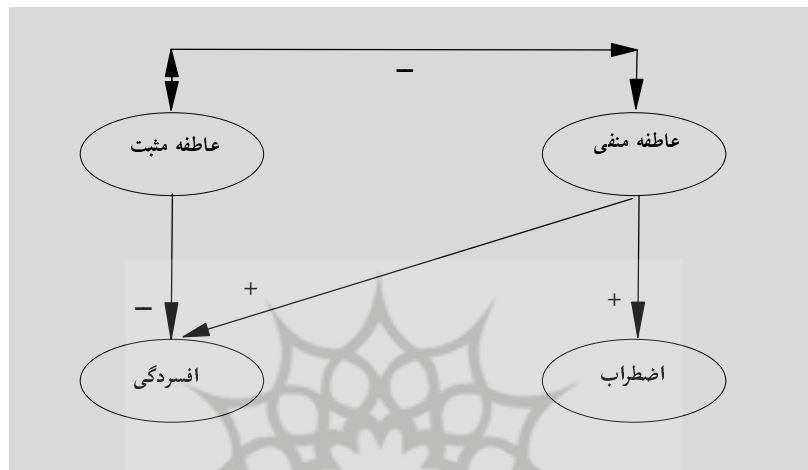 −
عاطفه منفی
عاطفه مثبت
+
+
−
اضطراب
افسردگی